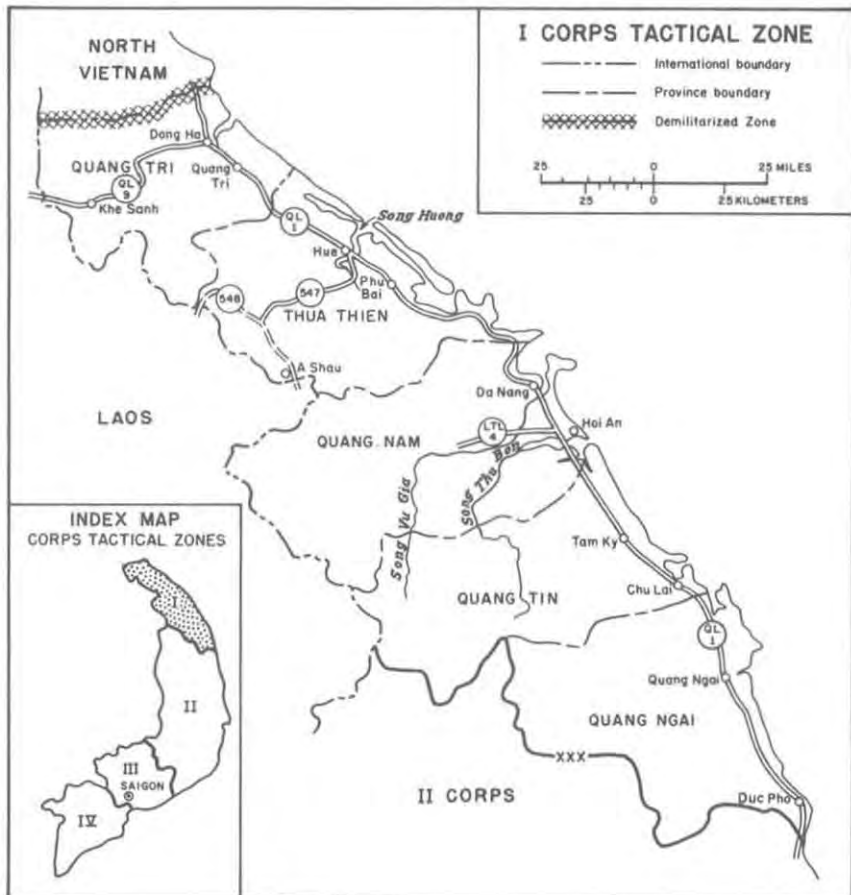 I CORPS TACTICAL ZONE
International boundary
Province boundary
Demilitarized Zone
25 0 25 MILES
25 0 25 KILOMETERS
NORTH
VIETNAM
Dong Ha
QUANG TRI
Quang
Tri
QL
9
Khe Sanh
QL
1
Song Huong
Hue
Phu
Bai
548
547
THUA THIEN
A Shau
LAOS
Da Nang
Hoi An
LTL
4
QUANG NAM
Song Thu Bon
Song Vu Gia
Tam Ky
QUANG TIN
Chu Lai
QL
1
Quang Ngai
QUANG NGAI
XXX
II CORPS
Duc Pho
INDEX MAP
CORPS TACTICAL ZONES
I
II
III
SAIGON
IV